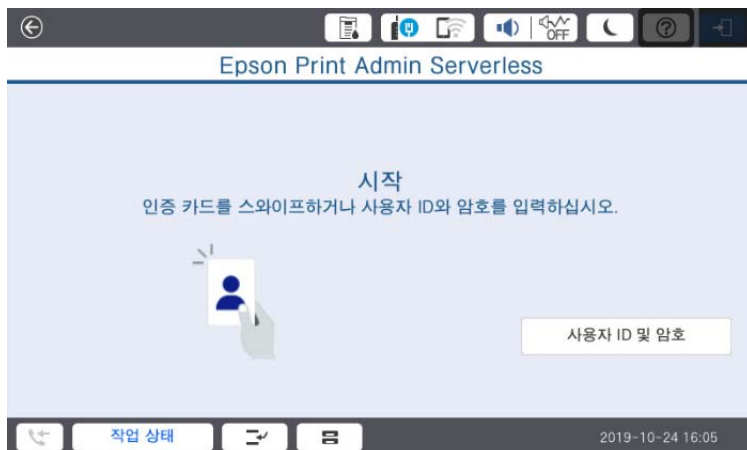 OFF
Epson Print Admin Serverless
시작
인증 카드를 스와이프하거나 사용자 ID와 암호를 입력하십시오.
사용자 ID 및 암호
작업 상태
2019-10-24 16:05